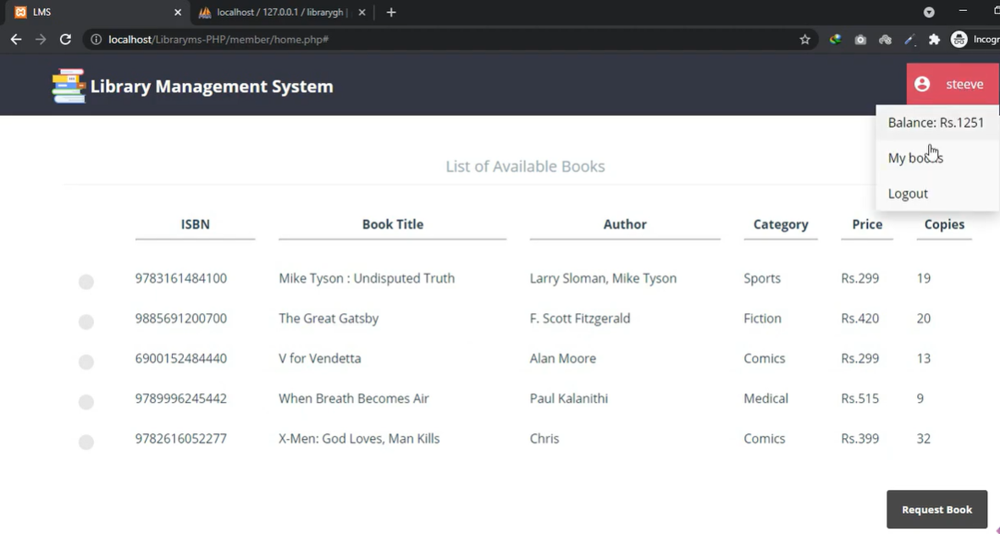 LMS
localhost / 127.0.0.1 / librarygh |
localhost/Libraryms-PHP/member/home.php#
Incogr
Library Management System
steeve
Balance: Rs.1251
My books
Logout
List of Available Books
ISBN Book Title Author Category Price Copies
9783161484100 Mike Tyson : Undisputed Truth Larry Sloman, Mike Tyson Sports Rs.299 19
9885691200700 The Great Gatsby F. Scott Fitzgerald Fiction Rs.420 20
6900152484440 V for Vendetta Alan Moore Comics Rs.299 13
9789996245442 When Breath Becomes Air Paul Kalanithi Medical Rs.515 9
9782616052277 X-Men: God Loves, Man Kills Chris Comics Rs.399 32
Request Book